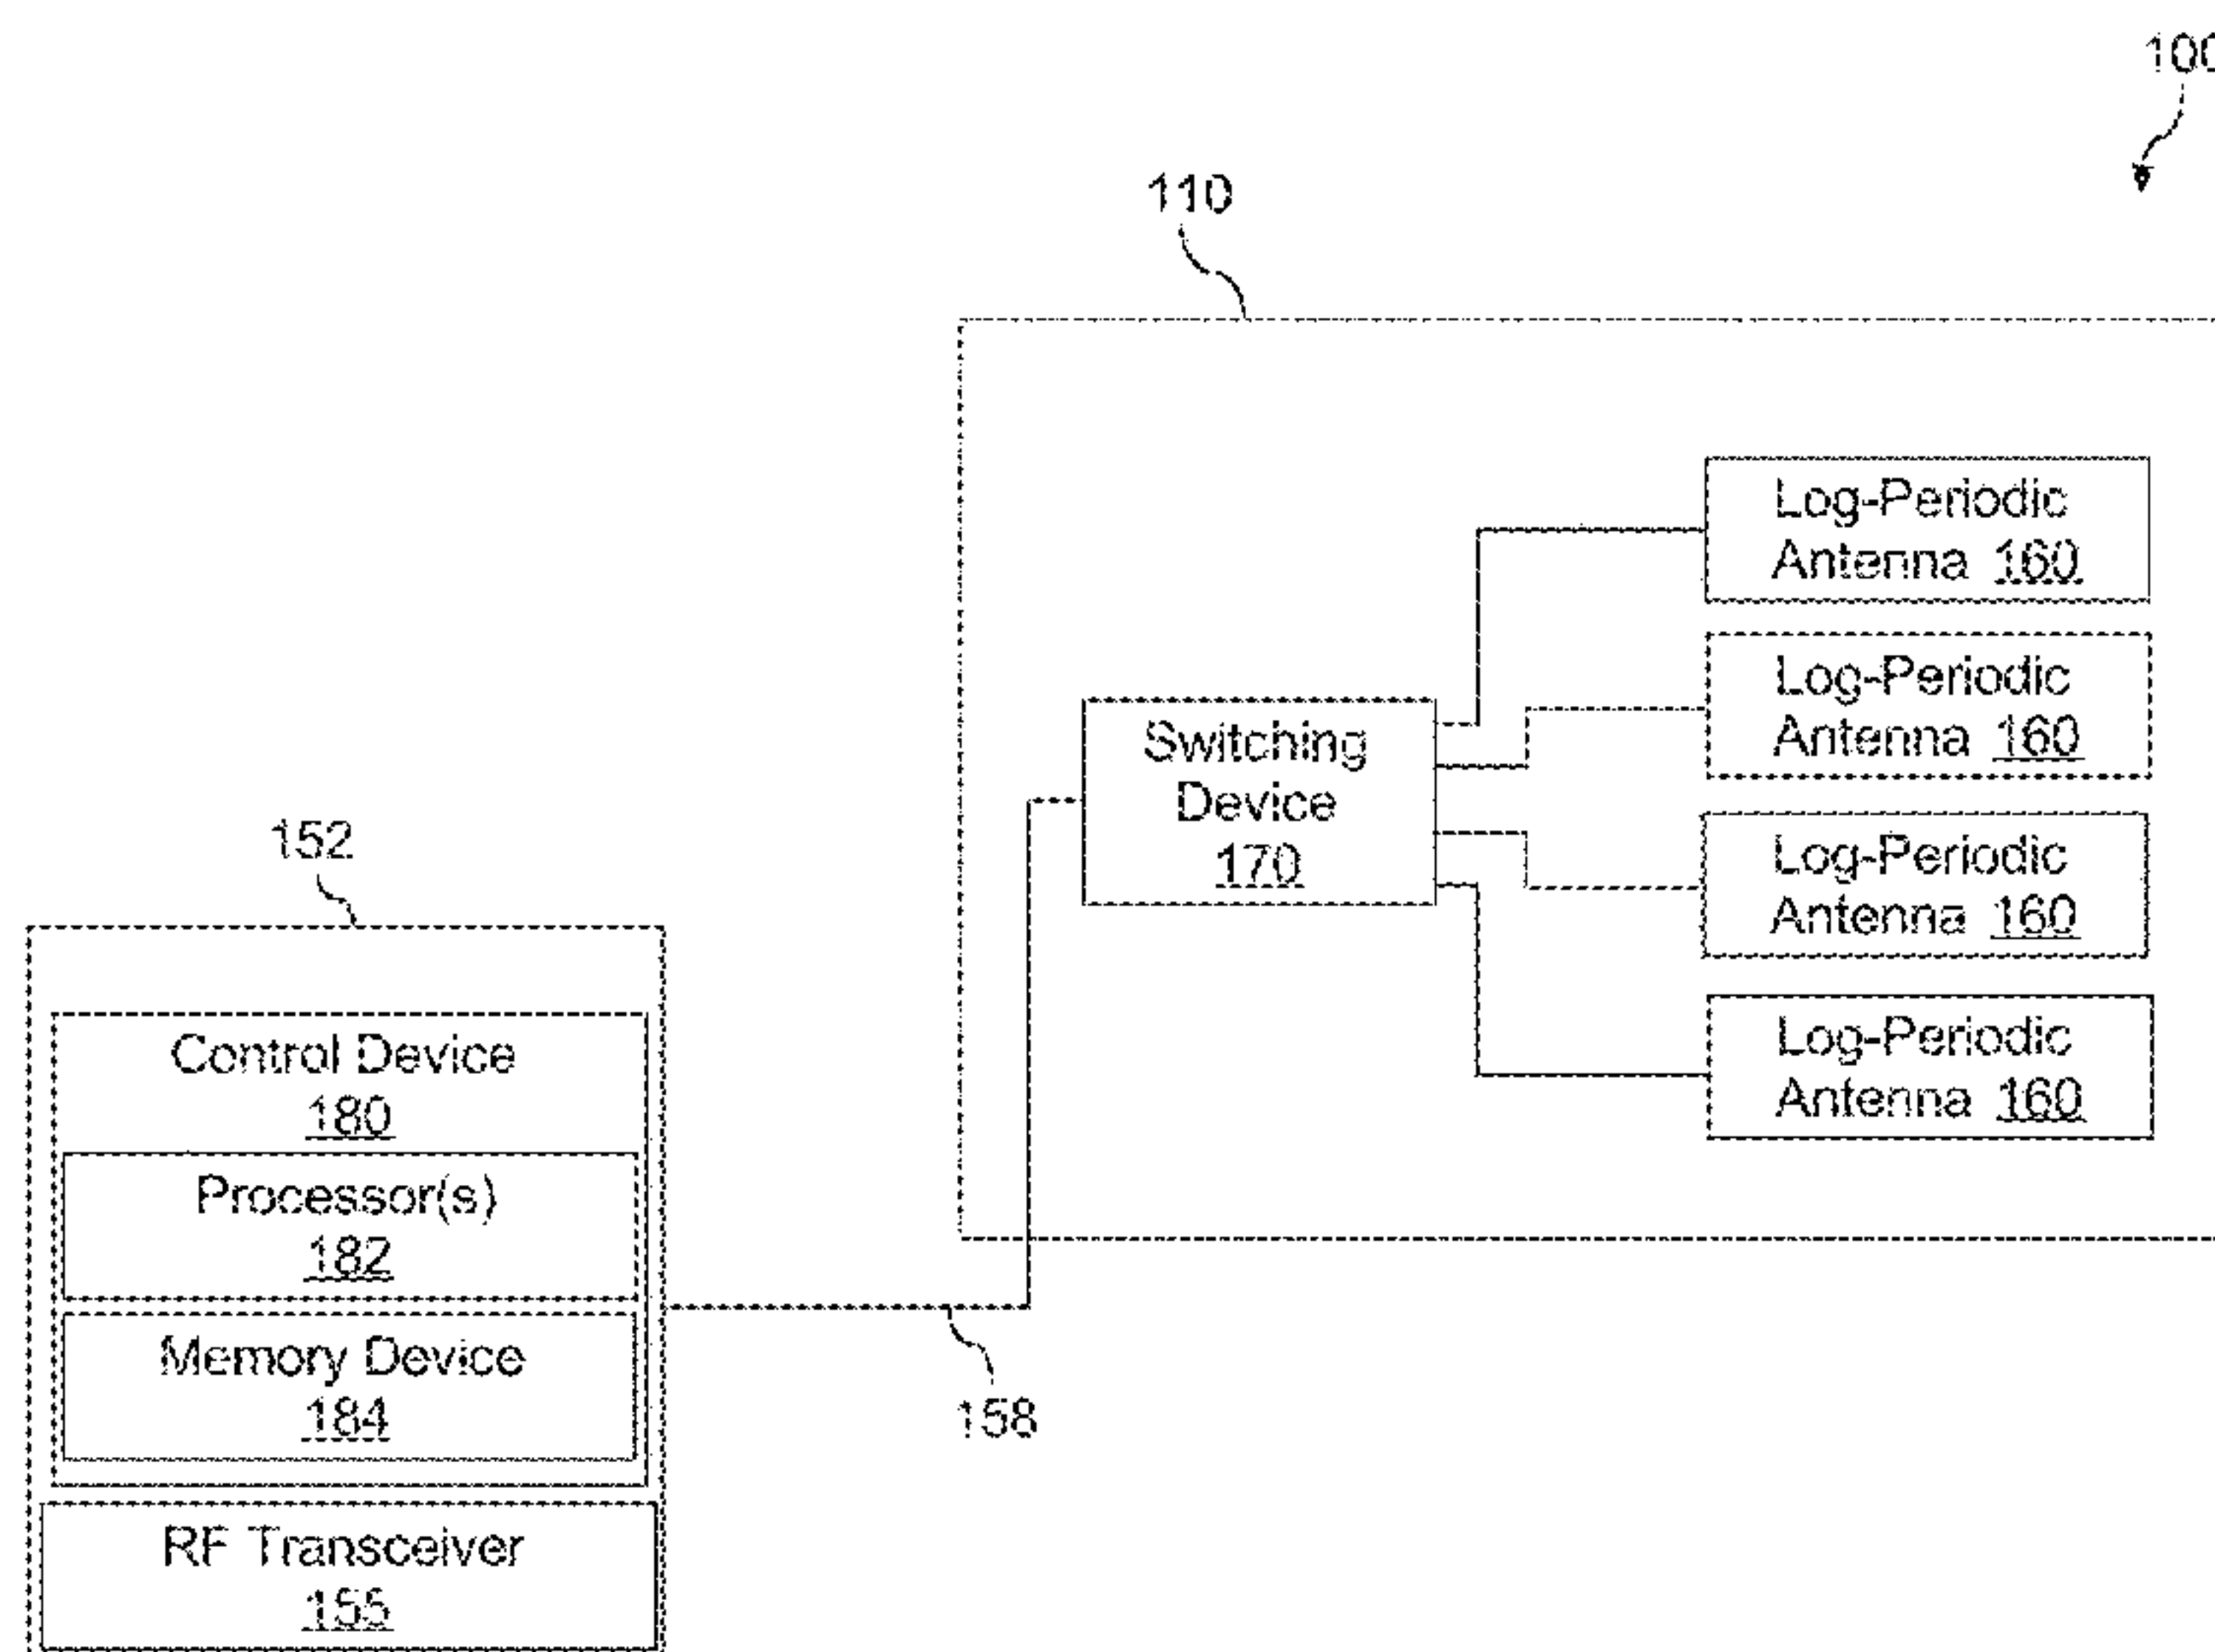 100
110
Log-Periodic
Antenna 160
Log-Periodic
Antenna 160
Switching
Device
170
Log-Periodic
Antenna 160
152
Log-Periodic
Antenna 160
Control Device
180
Processor(s)
182
Memory Device
184
158
RF Transceiver
155